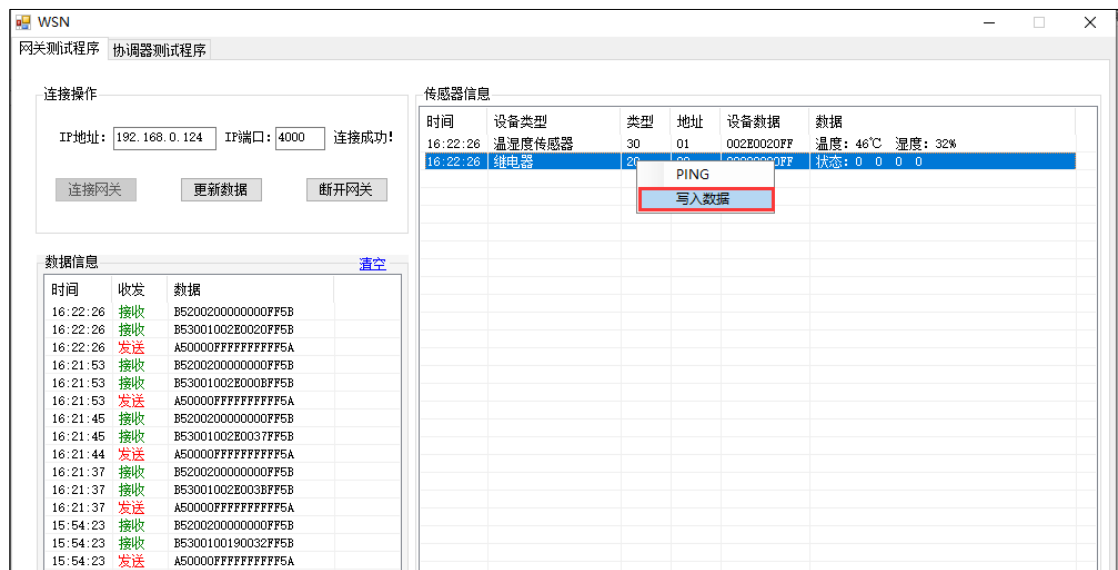 WSN
网关测试程序 协调器测试程序
连接操作
IP地址: 192.168.0.124 IP端口: 4000 连接成功!
连接网关 更新数据 断开网关
数据信息 清空
时间 收发 数据
16:22:26 接收 B5200200000000FF5B
16:22:26 接收 B53001002E0020FF5B
16:22:26 发送 A50000FFFFFFFFFF5A
16:21:53 接收 B5200200000000FF5B
16:21:53 接收 B53001002E000BFF5B
16:21:53 发送 A50000FFFFFFFFFF5A
16:21:45 接收 B5200200000000FF5B
16:21:45 接收 B53001002E0037FF5B
16:21:44 发送 A50000FFFFFFFFFF5A
16:21:37 接收 B5200200000000FF5B
16:21:37 接收 B53001002E003BFF5B
16:21:37 发送 A50000FFFFFFFFFF5A
15:54:23 接收 B5200200000000FF5B
15:54:23 接收 B5300100190032FF5B
15:54:23 发送 A50000FFFFFFFFFF5A
传感器信息
时间 设备类型 类型 地址 设备数据 数据
16:22:26 温湿度传感器 30 01 002E0020FF 温度: 46℃ 湿度: 32%
16:22:26 继电器 状态: 0 0 0 0
PING
写入数据